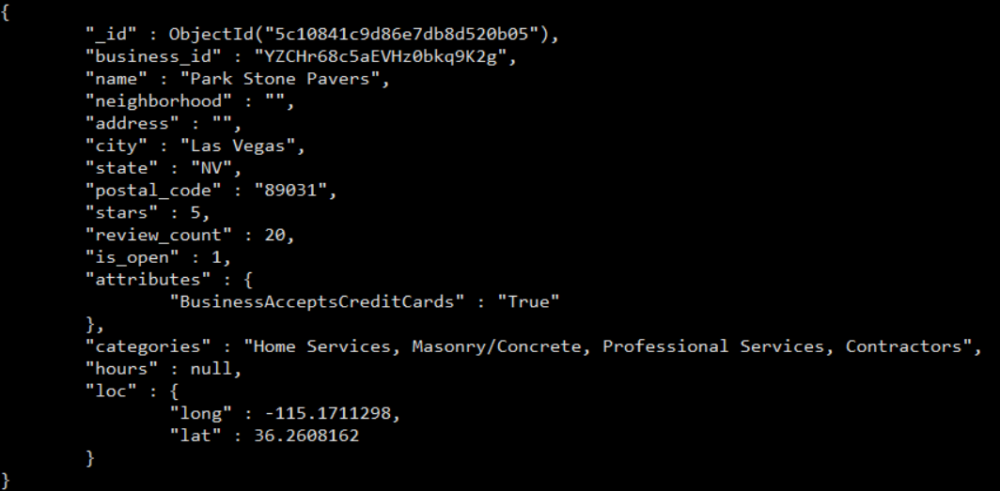 {
"_id" : ObjectId("5c10841c9d86e7db8d520b05"),
"business_id" : "YZCHr68c5aEVHz0bkq9K2g",
"name" : "Park Stone Pavers",
"neighborhood" : "",
"address" : "",
"city" : "Las Vegas",
"state" : "NV",
"postal_code" : "89031",
"stars" : 5,
"review_count" : 20,
"is_open" : 1,
"attributes" : {
"BusinessAcceptsCreditCards" : "True"
},
"categories" : "Home Services, Masonry/Concrete, Professional Services, Contractors",
"hours" : null,
"loc" : {
"long" : -115.1711298,
"lat" : 36.2608162
}
}